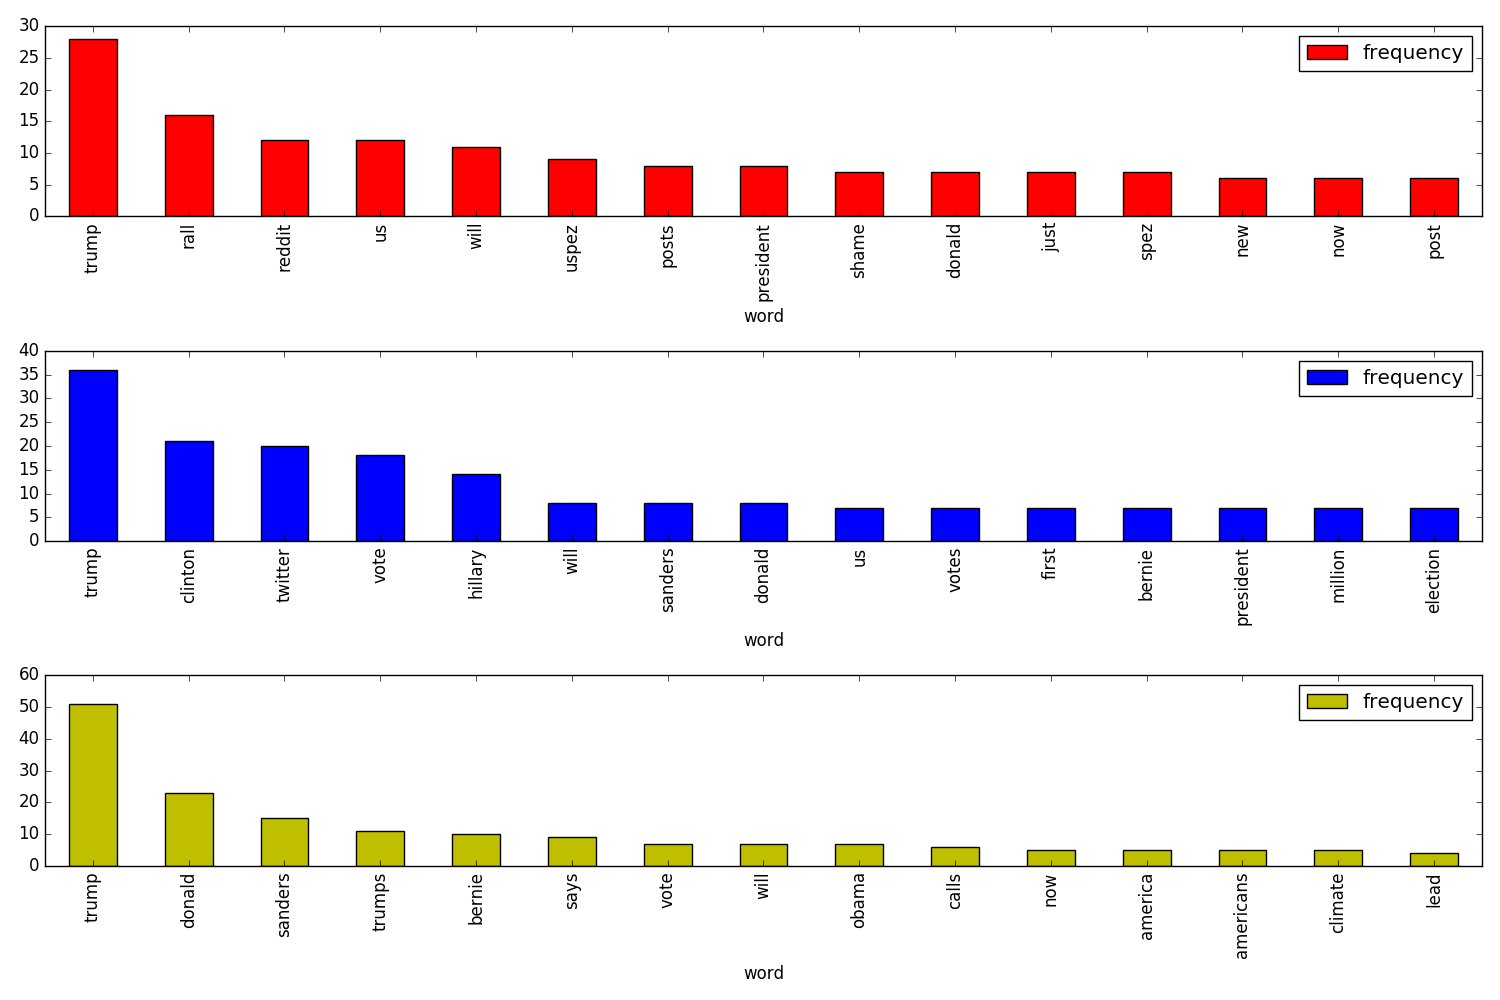 30
25
20
15
10
5
0
frequency
trump rall reddit us will uspez posts president shame donald just spez new now post
word
40
35
30
25
20
15
10
5
0
frequency
trump clinton twitter vote hillary will sanders donald us votes first bernie president million election
word
60
50
40
30
20
10
0
frequency
trump donald sanders trumps bernie says vote will obama calls now america americans climate lead
word